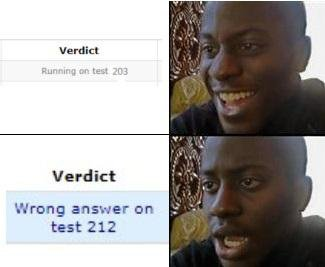 Verdict
Running on test 203
Verdict
Wrong answer on
test 212